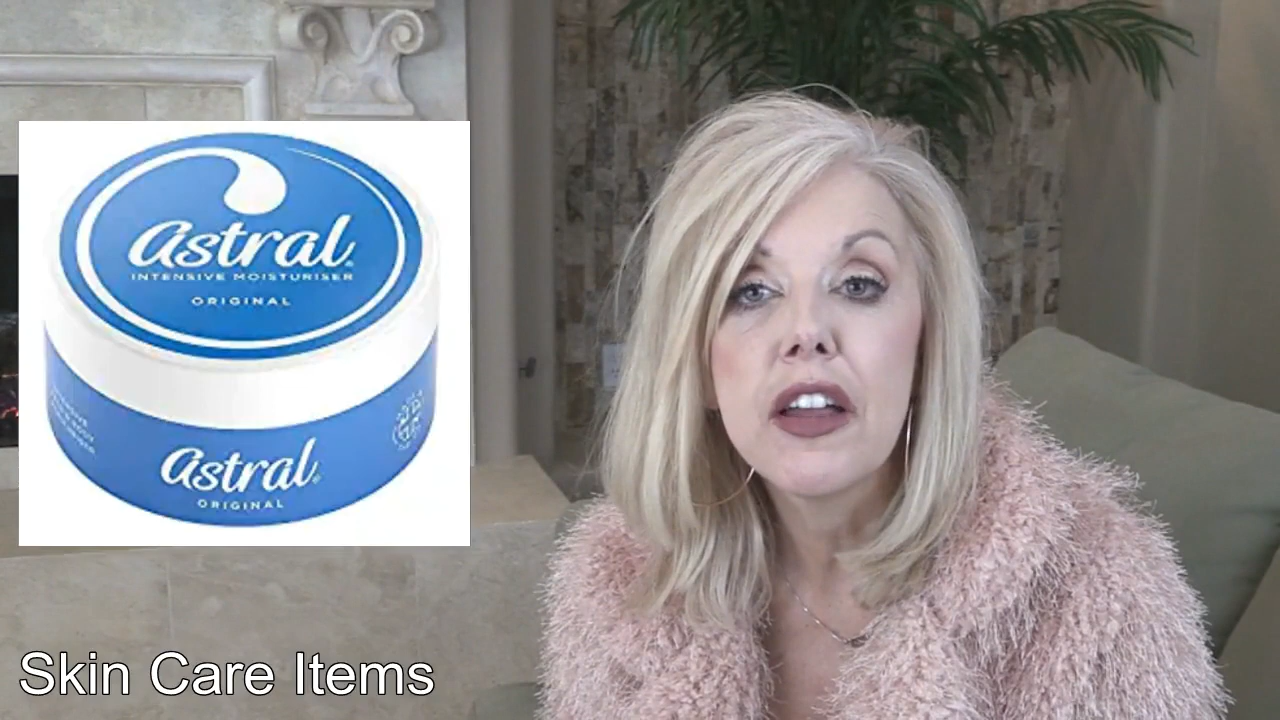 astral
INTENSIVE MOISTURISER
ORIGINAL
astral
ORIGINAL
Skin Care Items